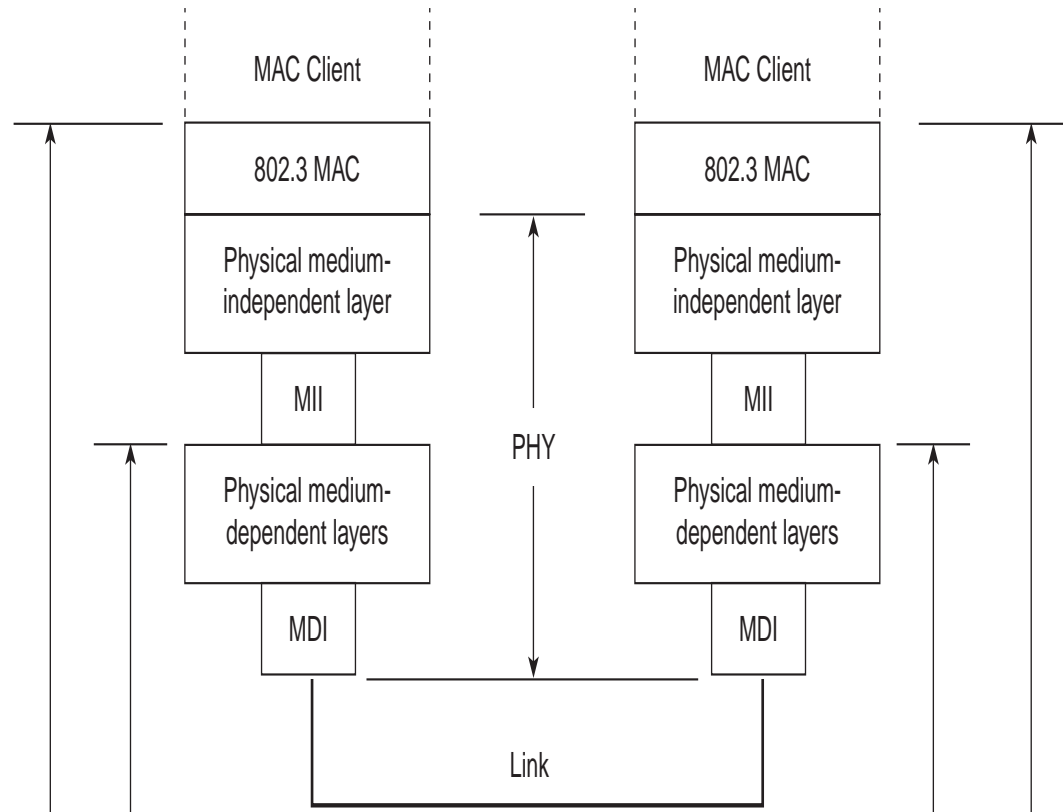 MAC Client
MAC Client
802.3 MAC
802.3 MAC
Physical medium-
independent layer
Physical medium-
independent layer
MII
MII
PHY
Physical medium-
dependent layers
Physical medium-
dependent layers
MDI
MDI
Link